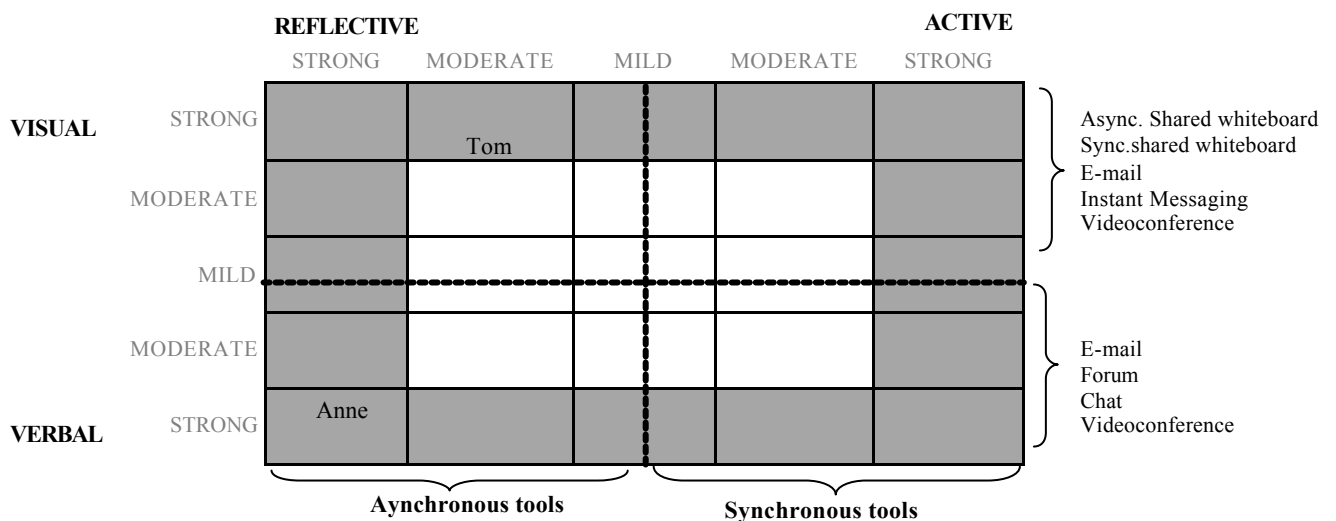 REFLECTIVE ACTIVE
STRONG MODERATE MILD MODERATE STRONG
VISUAL STRONG
Tom
MODERATE
MILD
MODERATE
Anne
VERBAL STRONG
Async. Shared whiteboard
Sync.shared whiteboard
E-mail
Instant Messaging
Videoconference
E-mail
Forum
Chat
Videoconference
Aynchronous tools Synchronous tools